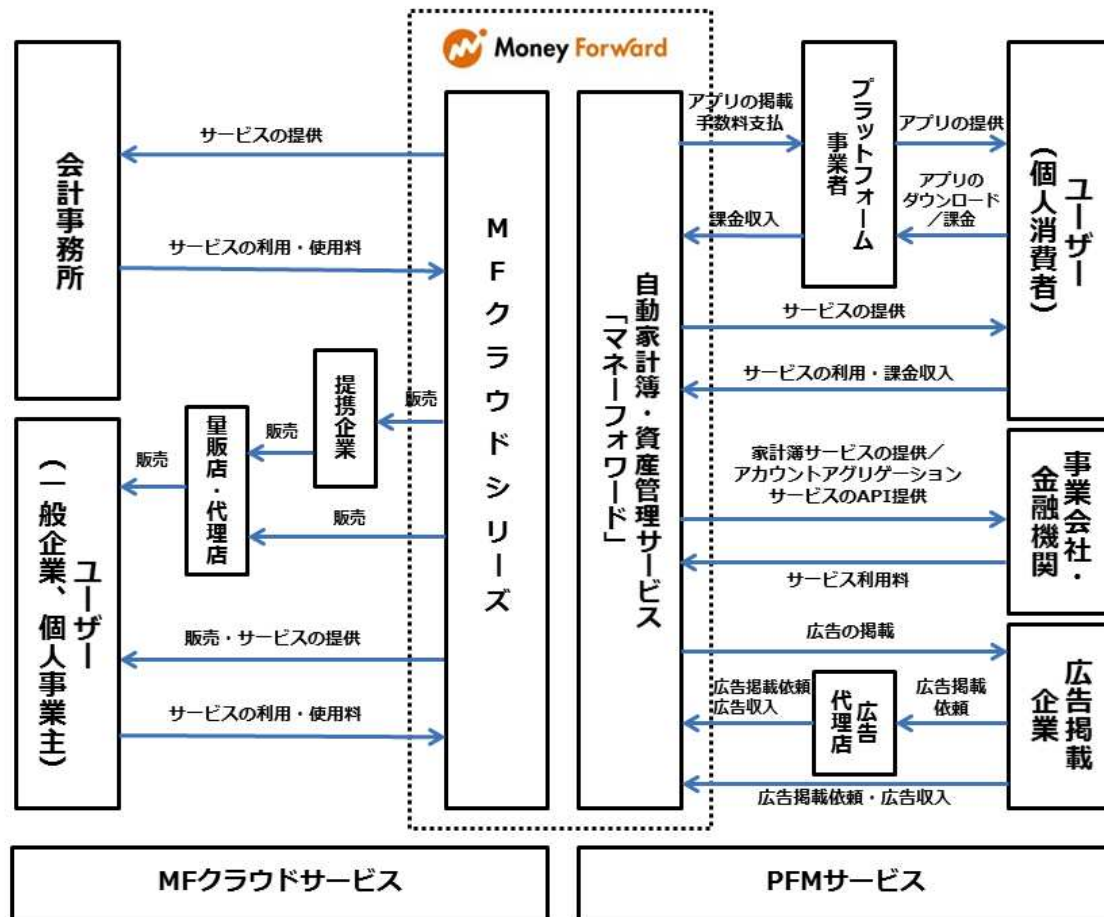 Money Forward
会計事務所
サービスの提供
サービスの利用・使用料
ユーザー
（一般企業、個人事業主）
量販店・代理店
提携企業
販売
販売
販売
販売
販売・サービスの提供
サービスの利用・使用料
MFクラウドシリーズ
自動家計簿・資産管理サービス
「マネーフォワード」
アプリの掲載
手数料支払
課金収入
プラットフォーム
事業者
アプリの提供
アプリの
ダウンロード
／課金
ユーザー
（個人消費者）
サービスの提供
サービスの利用・課金収入
家計簿サービスの提供／
アカウントアグリゲーション
サービスのAPI提供
サービス利用料
事業会社・
金融機関
広告の掲載
広告掲載依頼
広告収入
広告
代理店
広告掲載
依頼
広告掲載依頼・広告収入
広告掲載
企業
MFクラウドサービス
PFMサービス